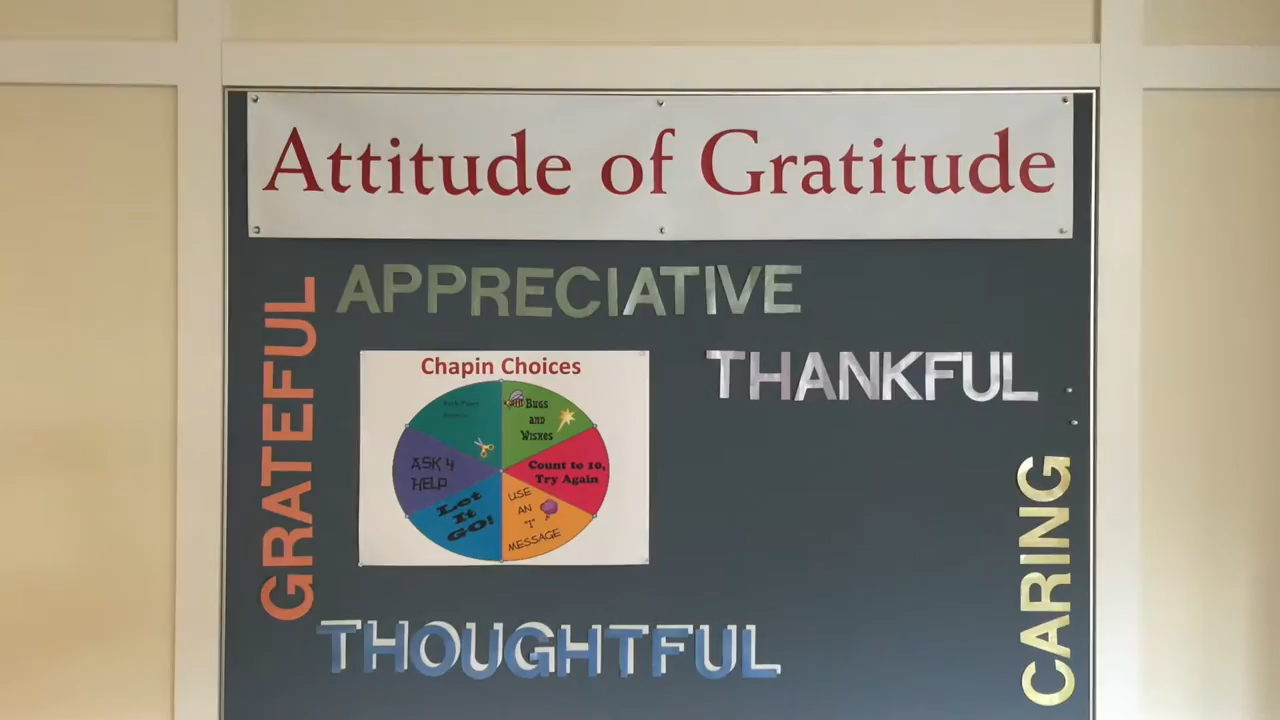 Attitude of Gratitude
APPRECIATIVE
GRATEFUL
THANKFUL
Chapin Choices
Bugs
and
Wishes
Count to 10,
Try Again
USE
AN
"I"
MESSAGE
Let
It
GO!
ASK 4
HELP
CARING
THOUGHTFUL